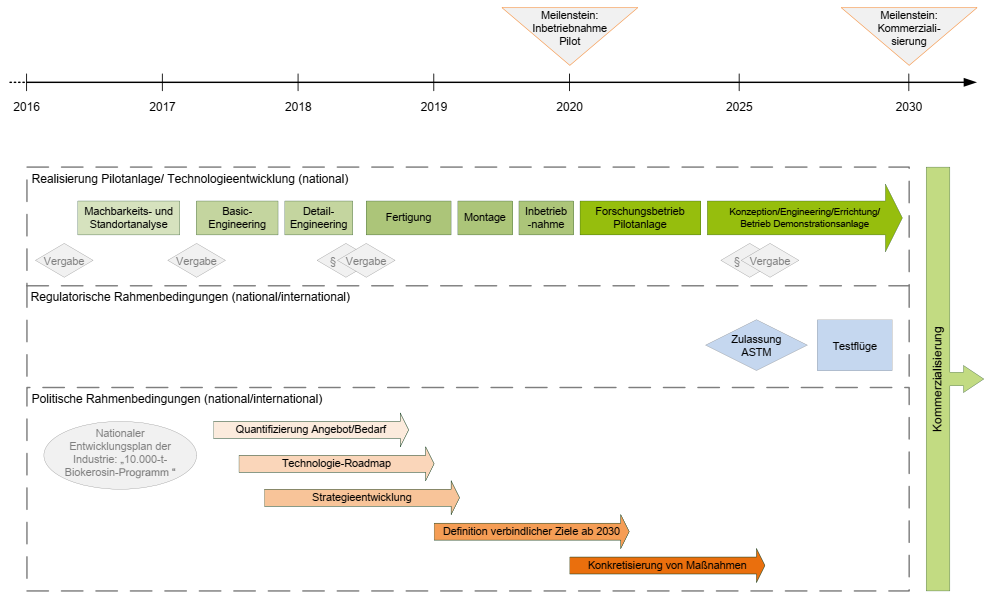 Meilenstein:
Inbetriebnahme
Pilot
Meilenstein:
Kommerziali-
sierung
2016
2017
2018
2019
2020
2025
2030
Realisierung Pilotanlage/ Technologieentwicklung (national)
Machbarkeits- und
Standortanalyse
Basic-
Engineering
Detail-
Engineering
Fertigung
Montage
Inbetrieb
-nahme
Forschungsbetrieb
Pilotanlage
Konzeption/Engineering/Errichtung/
Betrieb Demonstrationsanlage
Vergabe
Vergabe
§
Vergabe
§
Vergabe
Regulatorische Rahmenbedingungen (national/international)
Zulassung
ASTM
Testflüge
Kommerzialisierung
Politische Rahmenbedingungen (national/international)
Nationaler
Entwicklungsplan der
Industrie: „10.000-t-
Biokerosin-Programm “
Quantifizierung Angebot/Bedarf
Technologie-Roadmap
Strategieentwicklung
Definition verbindlicher Ziele ab 2030
Konkretisierung von Maßnahmen